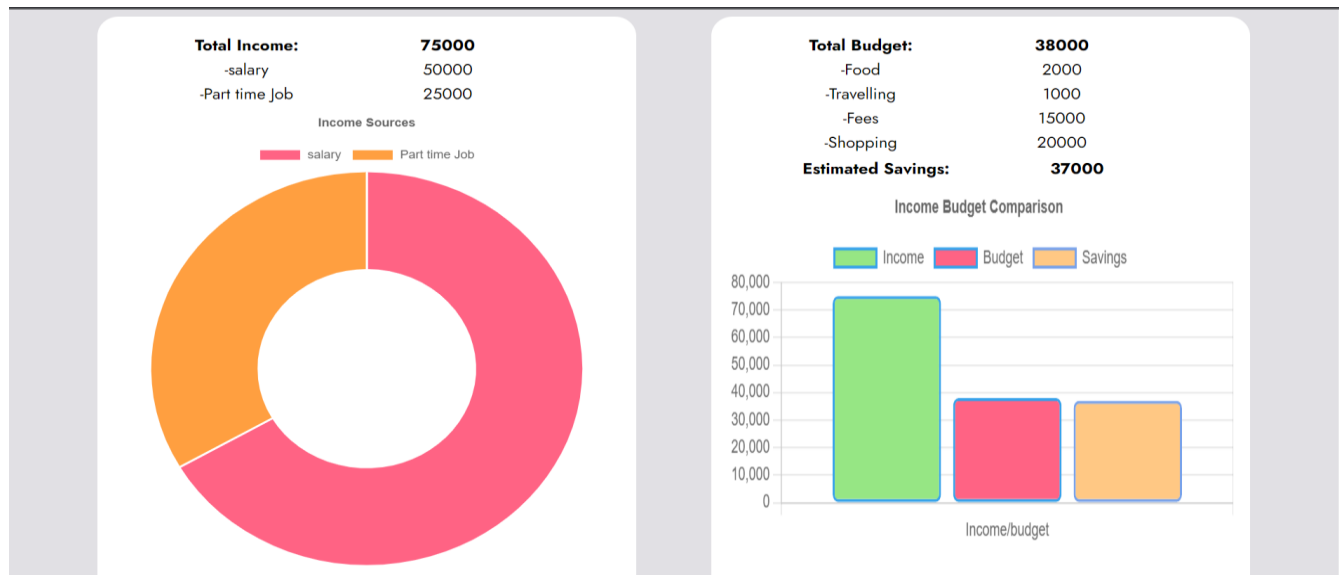 Total Income: 75000
-salary 50000
-Part time Job 25000
Income Sources
salary Part time Job
Total Budget: 38000
-Food 2000
-Travelling 1000
-Fees 15000
-Shopping 20000
Estimated Savings: 37000
Income Budget Comparison
Income Budget Savings
80,000
70,000
60,000
50,000
40,000
30,000
20,000
10,000
0
Income/budget